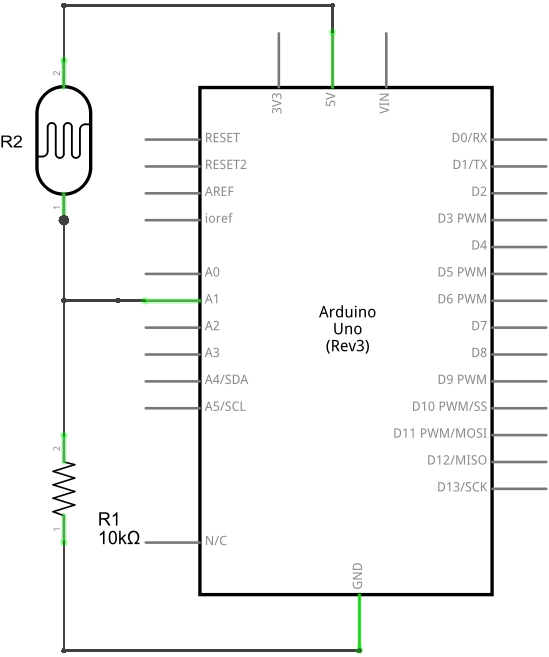 3V3
5V
VIN
2
R2
1
RESET
RESET2
AREF
ioref
A0
A1
A2
A3
A4/SDA
A5/SCL
N/C
D0/RX
D1/TX
D2
D3 PWM
D4
D5 PWM
D6 PWM
D7
D8
D9 PWM
D10 PWM/SS
D11 PWM/MOSI
D12/MISO
D13/SCK
Arduino
Uno
(Rev3)
2
1
R1
10kΩ
GND